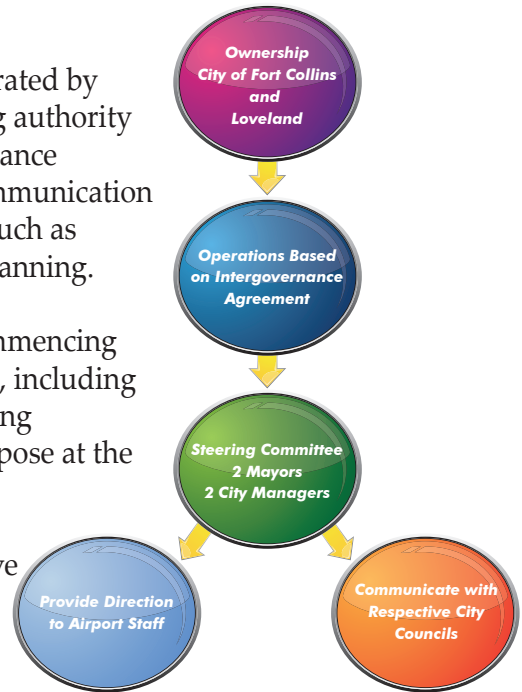 Ownership
City of Fort Collins
and
Loveland
rated by
g authority
ance
mmunication
uch as
anning.
Operations Based
on Intergovernance
Agreement
mmencing
, including
ng
pose at the
Steering Committee
2 Mayors
2 City Managers
ve
Provide Direction
to Airport Staff
Communicate with
Respective City
Councils